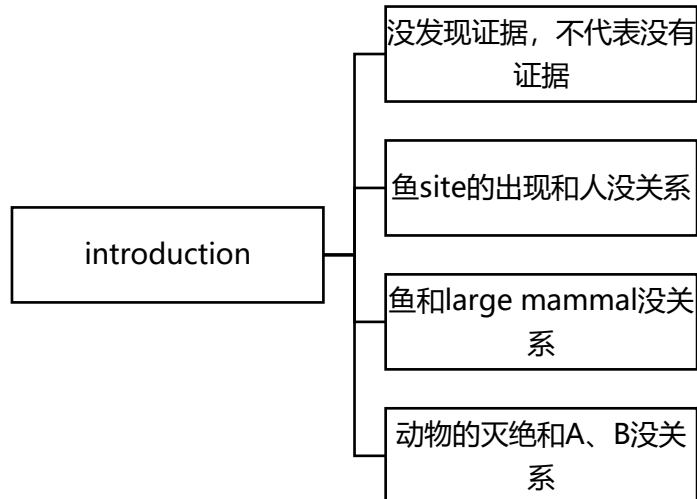 没发现证据，不代表没有
证据
鱼site的出现和人没关系
introduction
鱼和large mammal没关
系
动物的灭绝和A、B没关
系